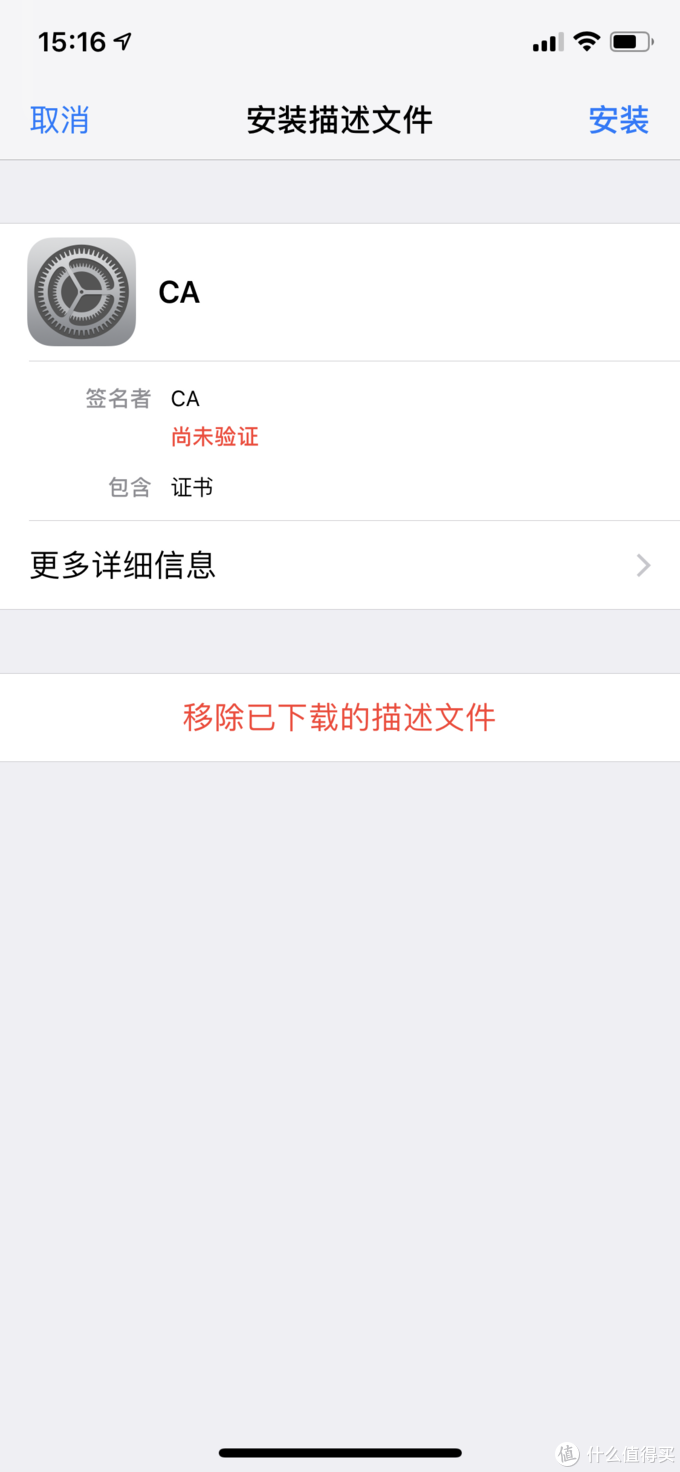 15:16
取消
安装描述文件
安装
CA
签名者 CA
尚未验证
包含 证书
更多详细信息
移除已下载的描述文件
值 什么值得买